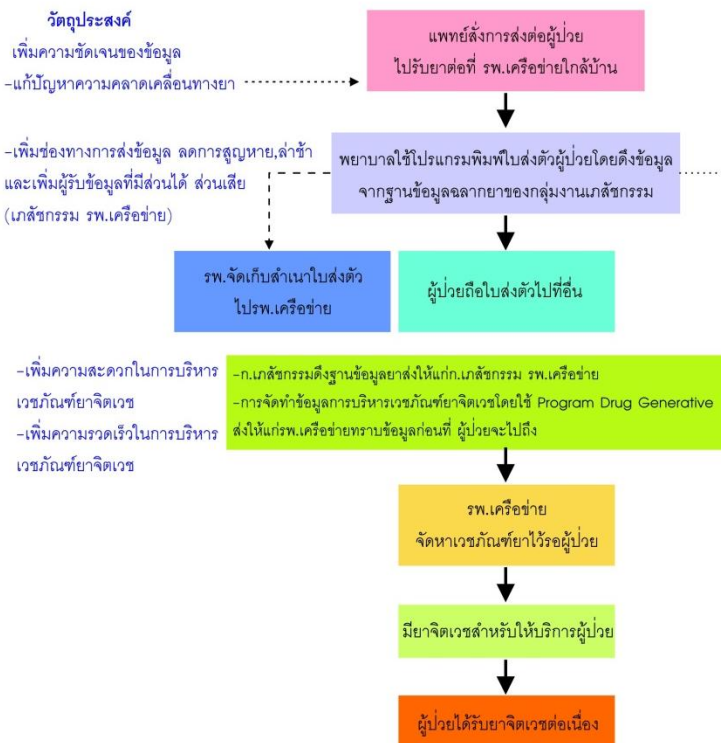 วัตถุประสงค์
เพิ่มความชัดเจนของข้อมูล
-แก้ปัญหาความคลาดเคลื่อนทางยา
แพทย์สั่งการส่งต่อผู้ป่วย
ไปรับยาต่อที่ รพ.เครือข่ายใกล้บ้าน
-เพิ่มช่องทางการส่งข้อมูล ลดการสูญหาย,ล่าช้า
และเพิ่มผู้รับข้อมูลที่มีส่วนได้ ส่วนเสีย
(เภสัชกรรม รพ.เครือข่าย)
พยาบาลใช้โปรแกรมพิมพ์ใบส่งตัวผู้ป่วยโดยดึงข้อมูล
จากฐานข้อมูลฉลากยาของกลุ่มงานเภสัชกรรม
รพ.จัดเก็บสำเนาใบส่งตัว
ไปรพ.เครือข่าย
ผู้ป่วยถือใบส่งตัวไปที่อื่น
-เพิ่มความสะดวกในการบริหาร
เวชภัณฑ์ยาจิตเวช
-เพิ่มความรวดเร็วในการบริหาร
เวชภัณฑ์ยาจิตเวช
-ก.เภสัชกรรมดึงฐานข้อมูลยาส่งให้แก่ก.เภสัชกรรม รพ.เครือข่าย
-การจัดทำข้อมูลการบริหารเวชภัณฑ์ยาจิตเวชโดยใช้ Program Drug Generative
ส่งให้แก่รพ.เครือข่ายทราบข้อมูลก่อนที่ ผู้ป่วยจะไปถึง
รพ.เครือข่าย
จัดหาเวชภัณฑ์ยาไว้รอผู้ป่วย
มียาจิตเวชสำหรับให้บริการผู้ป่วย
ผู้ป่วยได้รับยาจิตเวชต่อเนื่อง